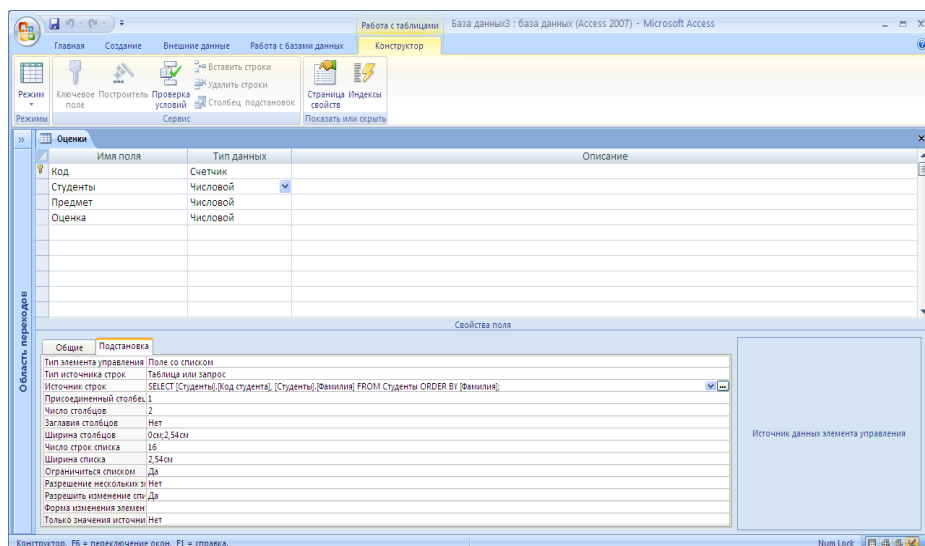 Работа с таблицами База данных3 : база данных (Access 2007) - Microsoft Access
Главная Создание Внешние данные Работа с базами данных Конструктор
Режим
Ключевое поле
Построитель
Проверка условий
Вставить строки
Удалить строки
Столбец подстановок
Страница свойств
Индексы
Режимы Сервис Показать или скрыть
Оценки
Имя поля Тип данных Описание
Код Счетчик
Студенты Числовой
Предмет Числовой
Оценка Числовой
Область переходов
Свойства поля
Общие Подстановка
Тип элемента управления Поле со списком
Тип источника строк Таблица или запрос
Источник строк SELECT [Студенты].[Код студента], [Студенты].[Фамилия] FROM Студенты ORDER BY [Фамилия];
Присоединенный столбец 1
Число столбцов 2
Заглавия столбцов Нет
Ширина столбцов 0см;2,54см
Число строк списка 16
Ширина списка 2,54см
Ограничиться списком Да
Разрешение нескольких зн Нет
Разрешить изменение спи Да
Форма изменения элемен
Только значения источни Нет
Источник данных элемента управления
Конструктор. F6 = переключение окон. F1 = справка. Num Lock